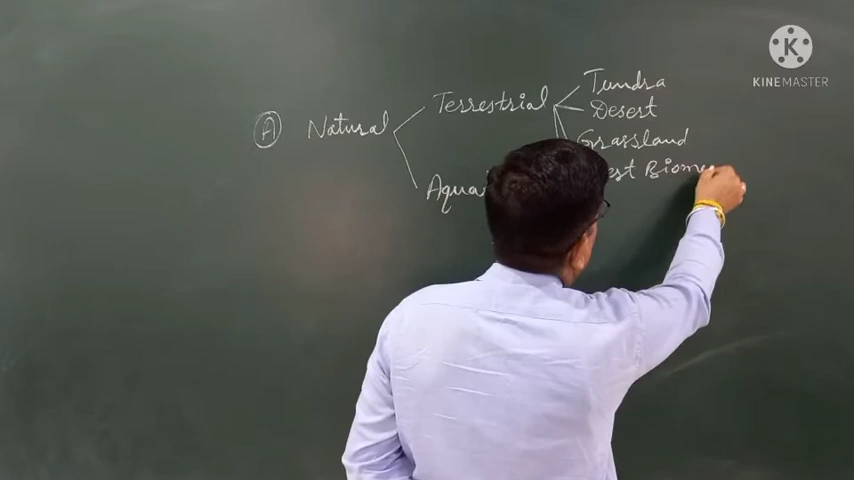 K
KINEMASTER
Tundra
Terrestrial
Desert
(A) Natural
Grassland
Biome